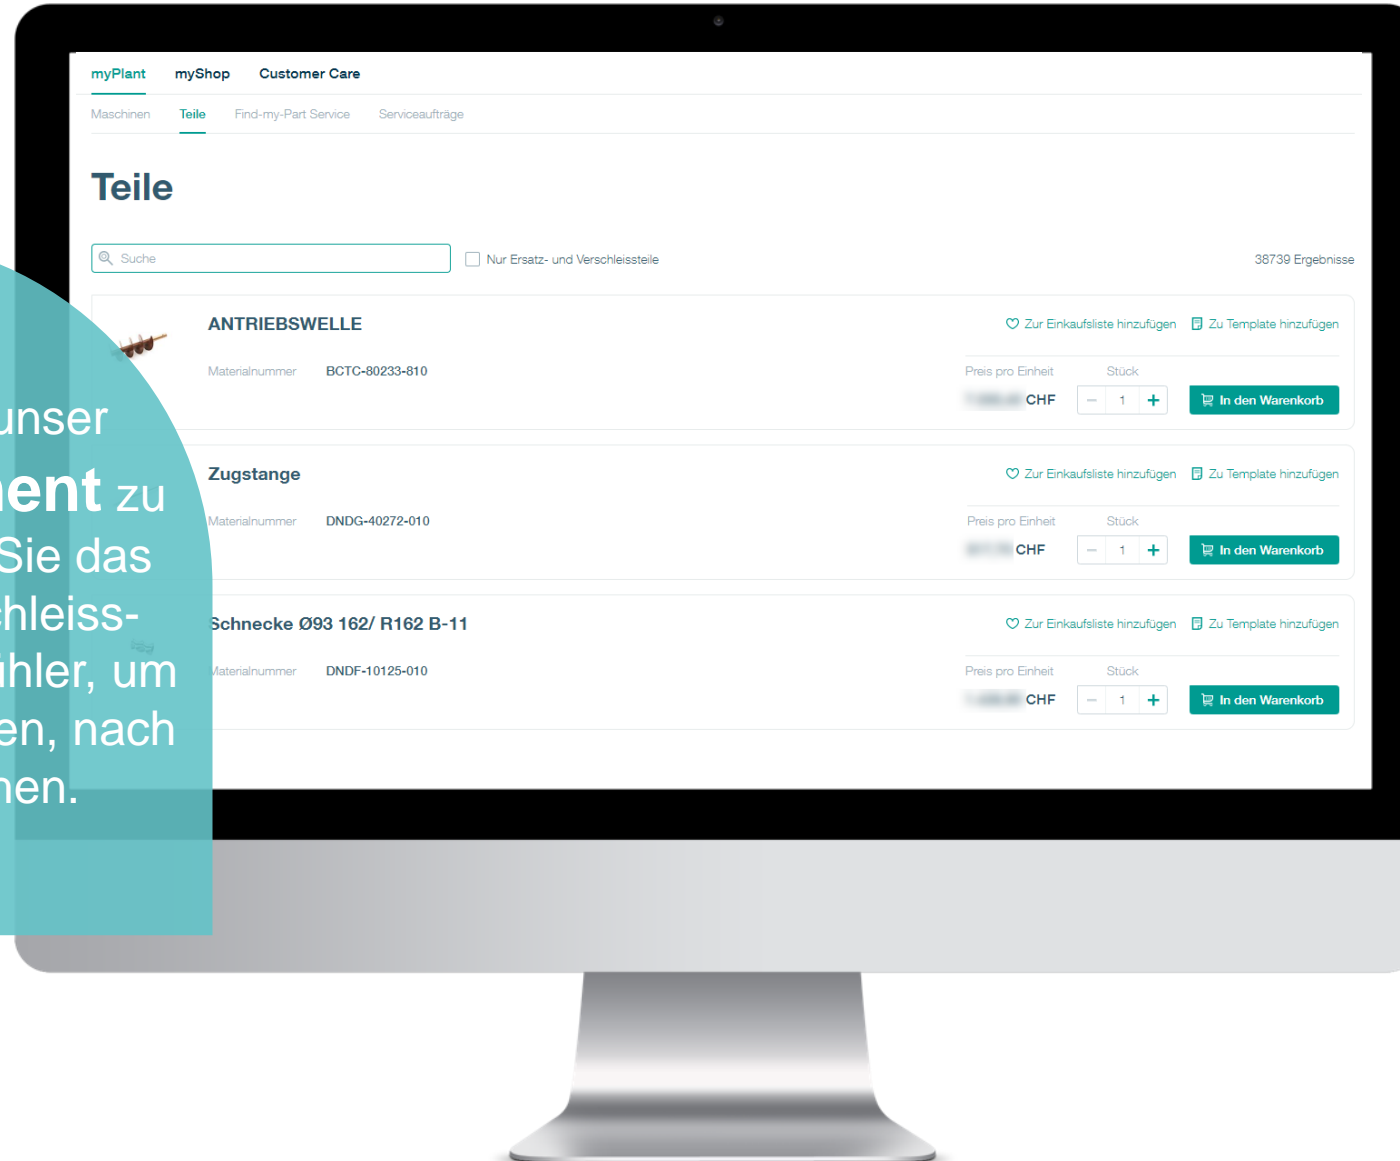 myPlant myShop Customer Care
Maschinen Teile Find-my-Part Service Serviceaufträge
Teile
Suche
Nur Ersatz- und Verschleissteile
38739 Ergebnisse
ANTRIEBSWELLE
Zur Einkaufsliste hinzufügen Zu Template hinzufügen
Materialnummer BCTC-80233-810
Preis pro Einheit Stück
CHF − 1 + In den Warenkorb
Zugstange
Zur Einkaufsliste hinzufügen Zu Template hinzufügen
Materialnummer DNDG-40272-010
Preis pro Einheit Stück
CHF − 1 + In den Warenkorb
Schnecke Ø93 162/ R162 B-11
Zur Einkaufsliste hinzufügen Zu Template hinzufügen
Materialnummer DNDF-10125-010
Preis pro Einheit Stück
CHF − 1 + In den Warenkorb
unser
ent zu
Sie das
hleiss-
ühler, um
en, nach
nen.